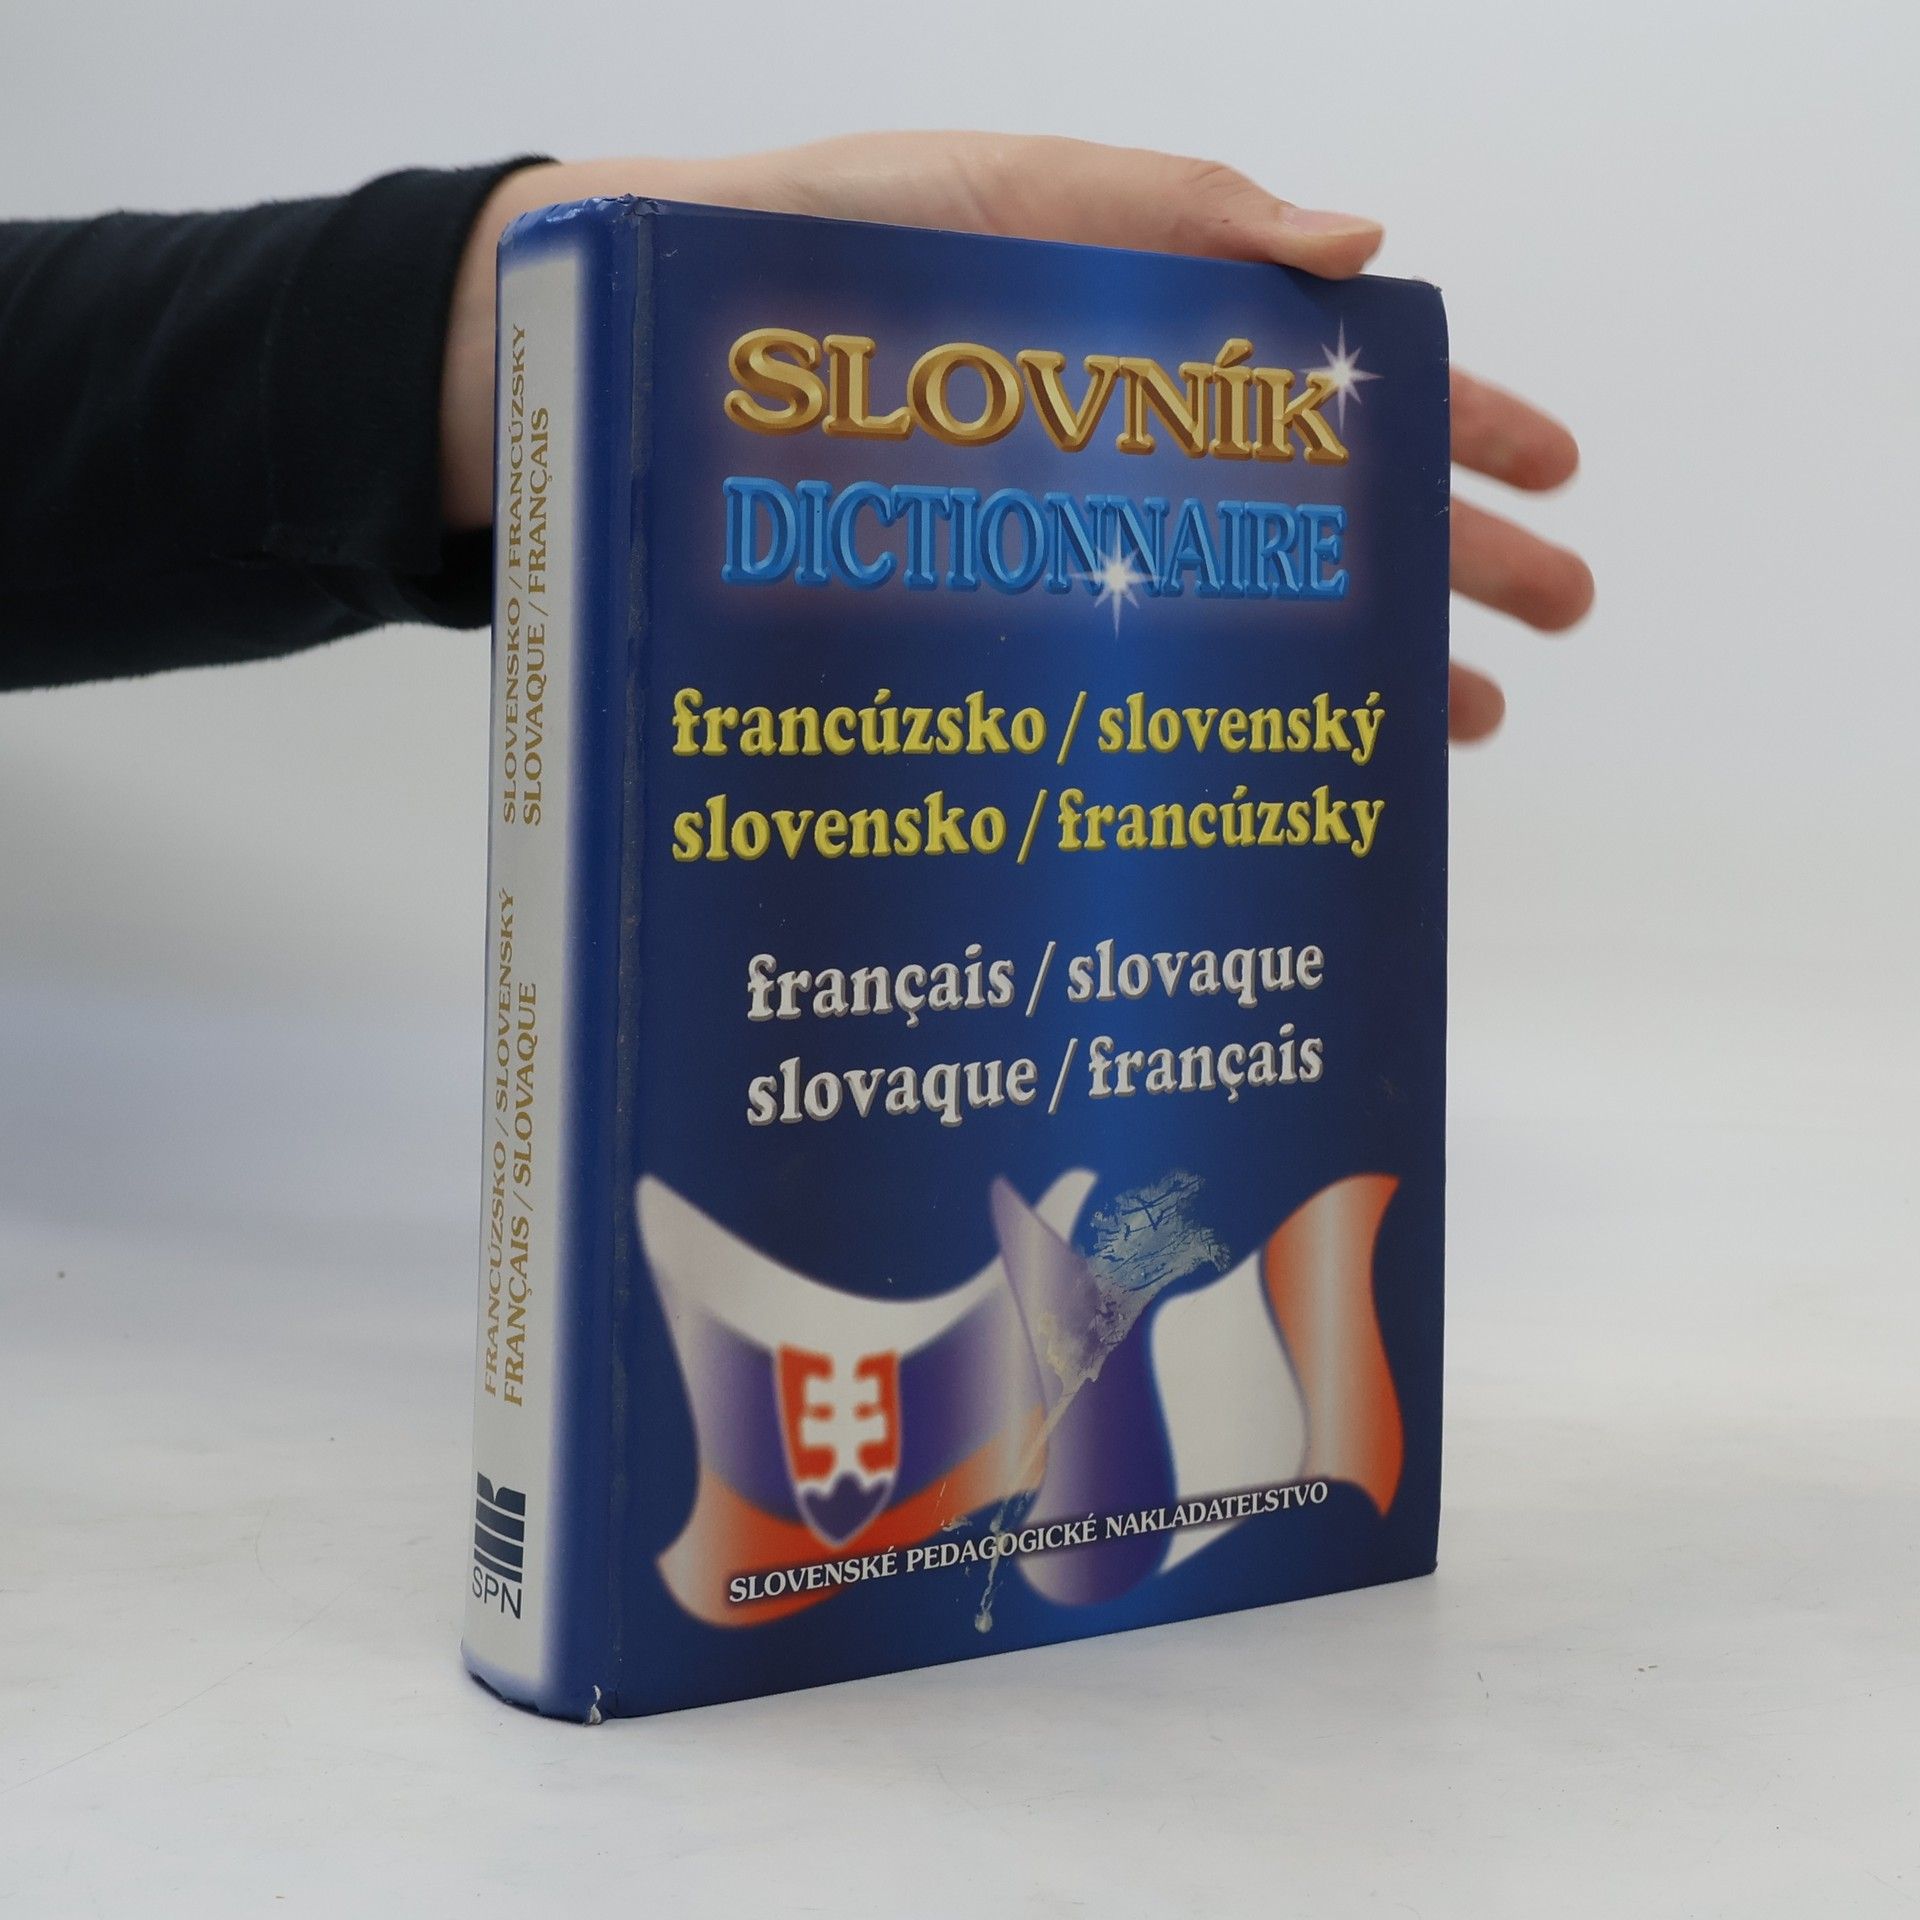 SLOVNÍK
DICTIONNAIRE
francúzsko / slovenský
slovensko / francúzsky
français / slovaque
slovaque / français
SLOVENSKÉ PEDAGOGICKÉ NAKLADATEĽSTVO
FRANCÚZSKO / SLOVENSKÝ SLOVENSKO / FRANCÚZSKY
FRANÇAIS / SLOVAQUE SLOVAQUE / FRANÇAIS
SPN